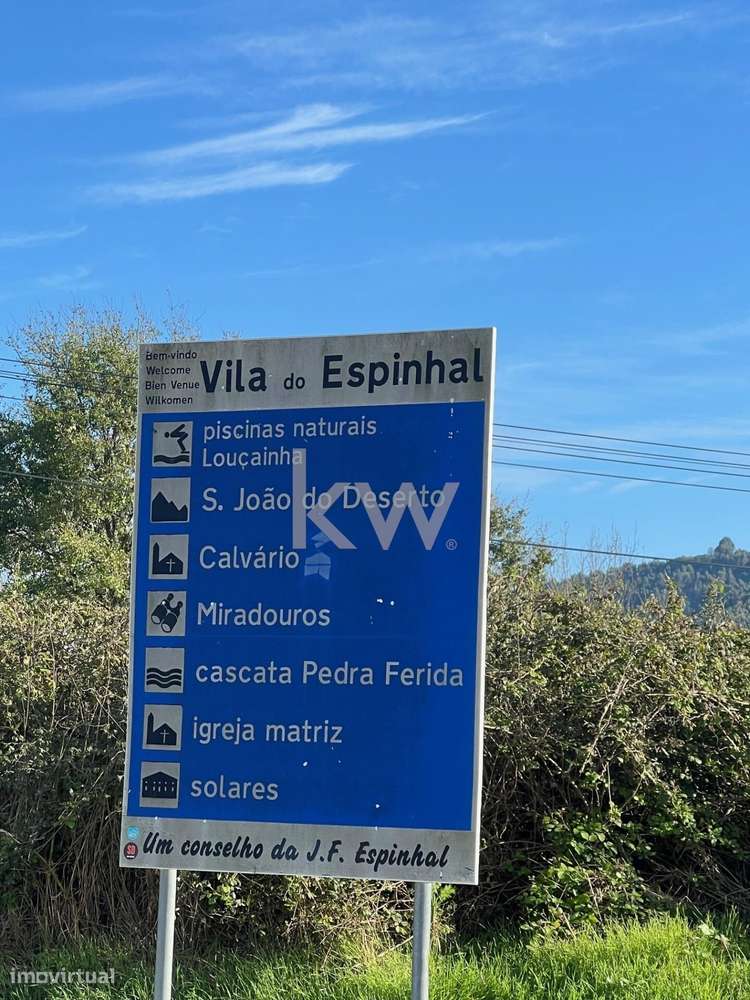 Bem-vindo
Welcome
Bien Venue
Wilkomen
Vila do Espinhal
piscinas naturais
Louçainha
S. João do Deserto
kw®
Calvário
Miradouros
cascata Pedra Ferida
igreja matriz
solares
Um conselho da J.F. Espinhal
imovirtual